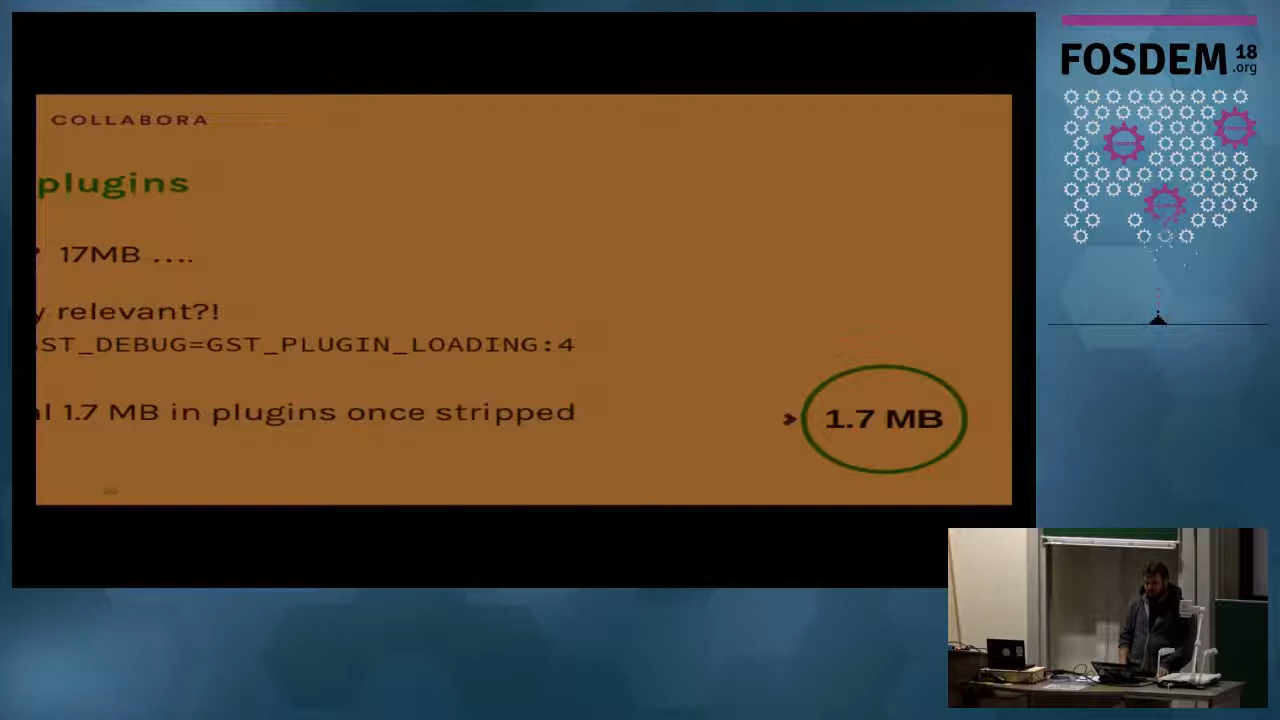 COLLABORA
plugins
? 17MB ....
y relevant?!
ST_DEBUG=GST_PLUGIN_LOADING:4
al 1.7 MB in plugins once stripped
1.7 MB
FOSDEM 18
.org